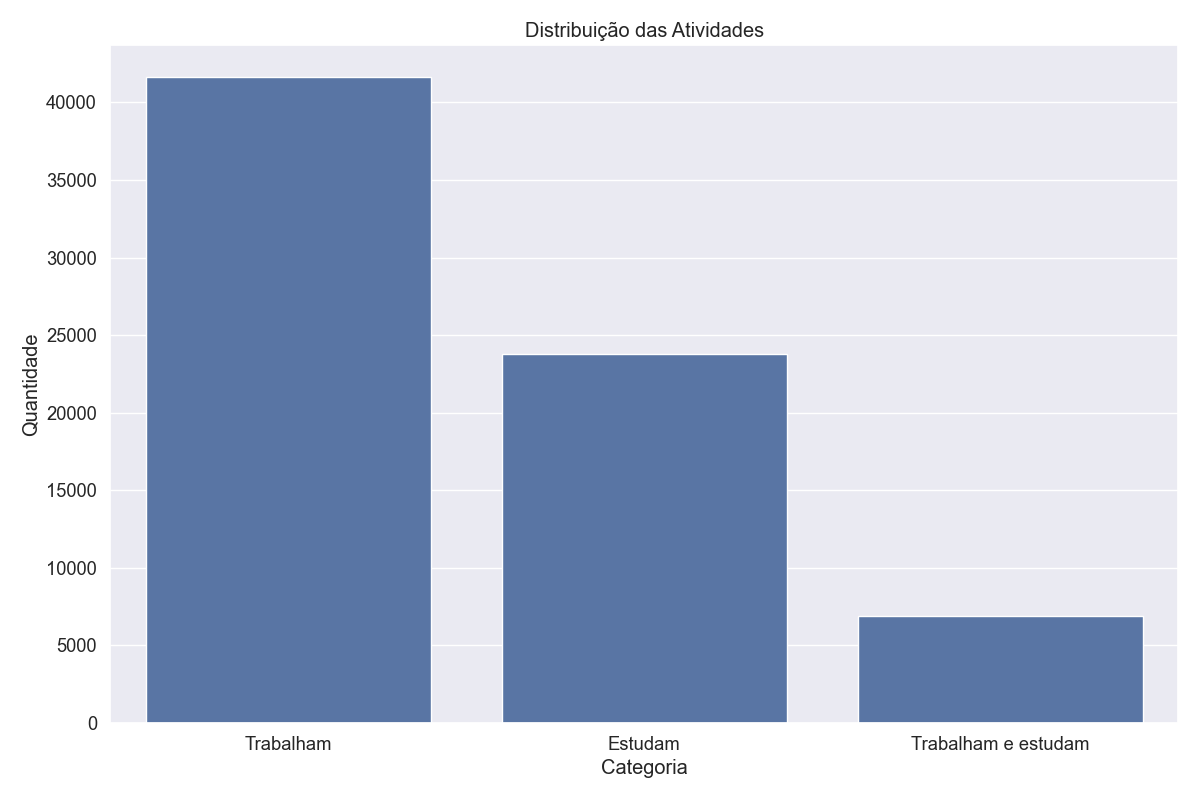 Distribuição das Atividades
Quantidade
40000
35000
30000
25000
20000
15000
10000
5000
0
Trabalham
Estudam
Trabalham e estudam
Categoria